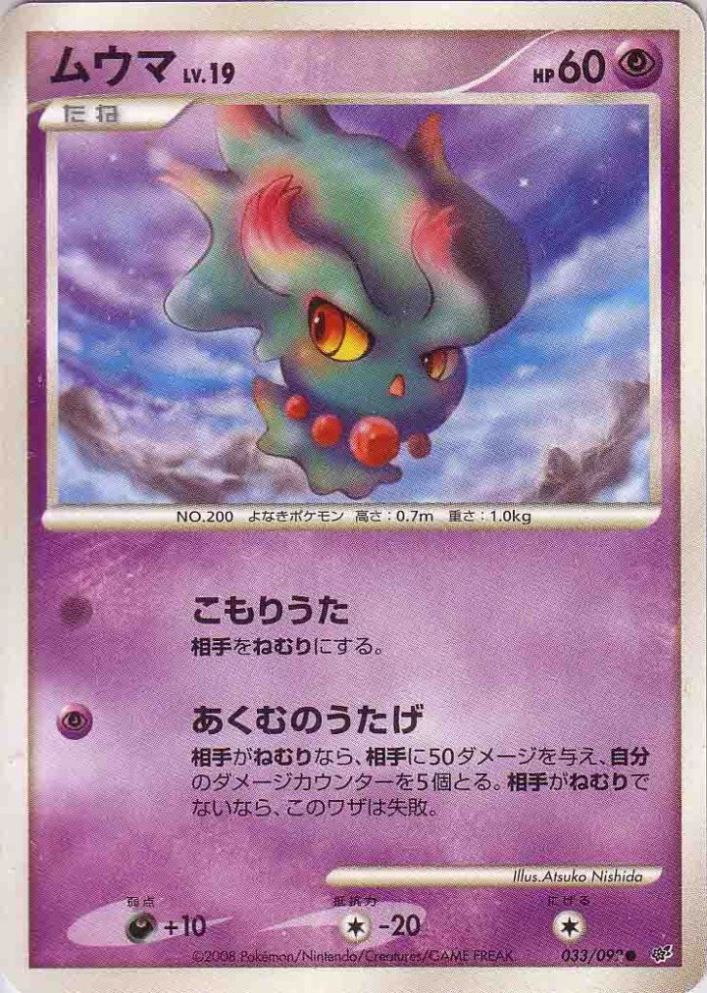 ムウマ LV.19 HP60
たね
NO.200 よなきポケモン 高さ:0.7m 重さ:1.0kg
こもりうた
相手をねむりにする。
あくむのうたげ
相手がねむりなら、相手に50ダメージを与え、自分
のダメージカウンターを5個とる。相手がねむりで
ないなら、このワザは失敗。
Illus.Atsuko Nishida
弱点 抵抗力 にげる
+10 -20
©2008 Pokémon/Nintendo/Creatures/GAME FREAK.